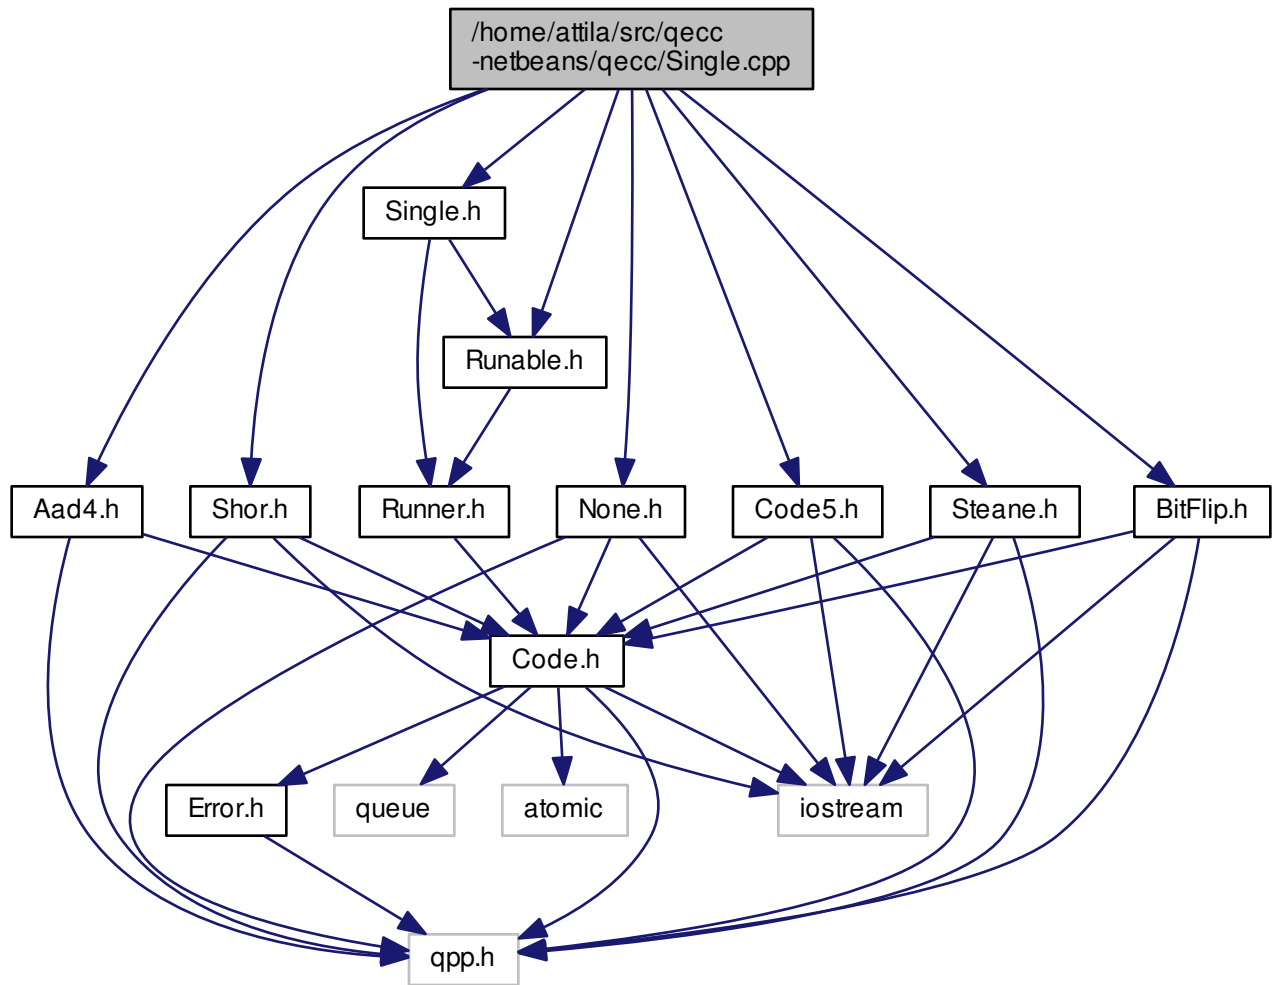 /home/attila/src/qecc
-netbeans/qecc/Single.cpp
Single.h
Runable.h
Aad4.h
Shor.h
Runner.h
None.h
Code5.h
Steane.h
BitFlip.h
Code.h
Error.h
queue
atomic
iostream
qpp.h